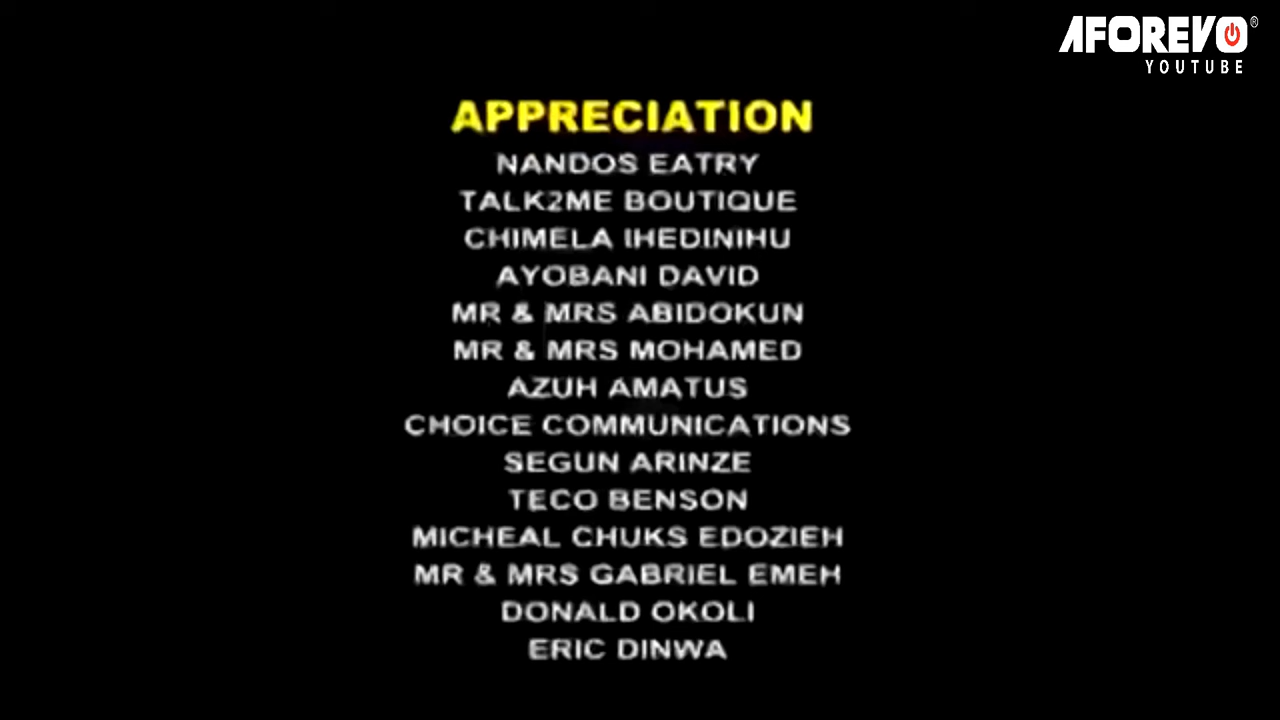 AFOREVO®
YOUTUBE
APPRECIATION
NANDOS EATRY
TALK2ME BOUTIQUE
CHIMELA IHEDINIHU
AYOBANI DAVID
MR & MRS ABIDOKUN
MR & MRS MOHAMED
AZUH AMATUS
CHOICE COMMUNICATIONS
SEGUN ARINZE
TECO BENSON
MICHEAL CHUKS EDOZIEH
MR & MRS GABRIEL EMEH
DONALD OKOLI
ERIC DINWA